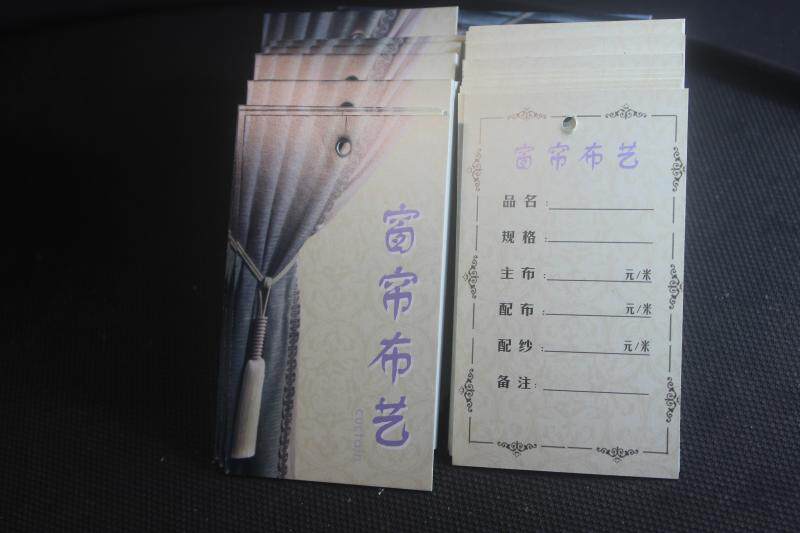 窗帘布艺
curtain
窗帘布艺
品名：
规格：
主布：元/米
配布：元/米
配纱：元/米
备注：